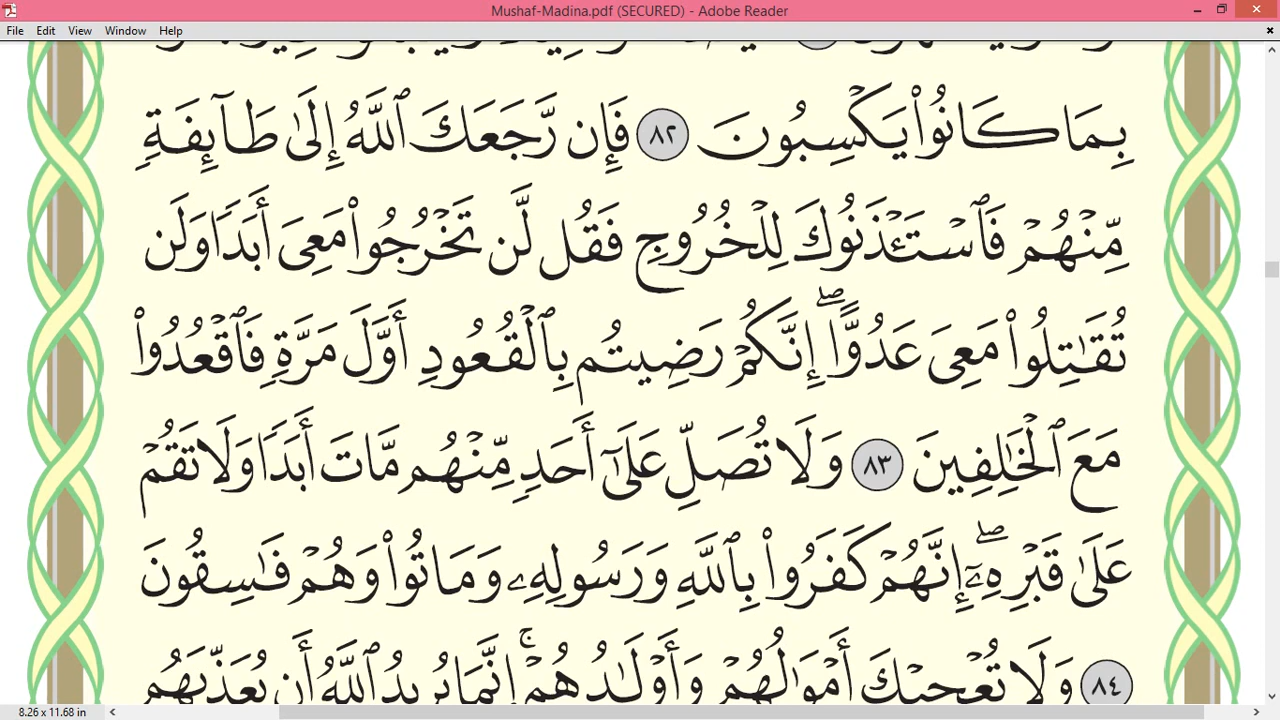 Mushaf-Madina.pdf (SECURED) - Adobe Reader
File Edit View Window Help
بِمَا كَانُواْ يَكْسِبُونَ ٨٢ فَإِن رَّجَعَكَ ٱللَّهُ إِلَىٰ طَآئِفَةٍ
مِّنْهُمْ فَٱسْتَـْٔذَنُوكَ لِلْخُرُوجِ فَقُل لَّن تَخْرُجُواْ مَعِىَ أَبَدًا وَلَن
تُقَـٰتِلُواْ مَعِىَ عَدُوًّا ۖ إِنَّكُمْ رَضِيتُم بِٱلْقُعُودِ أَوَّلَ مَرَّةٍ فَٱقْعُدُواْ
مَعَ ٱلْخَـٰلِفِينَ ٨٣ وَلَا تُصَلِّ عَلَىٰٓ أَحَدٍ مِّنْهُم مَّاتَ أَبَدًا وَلَا تَقُمْ
عَلَىٰ قَبْرِهِۦٓ ۖ إِنَّهُمْ كَفَرُواْ بِٱللَّهِ وَرَسُولِهِۦ وَمَاتُواْ وَهُمْ فَـٰسِقُونَ
٨٤ وَلَا تُعْجِبْكَ أَمْوَٰلُهُمْ وَأَوْلَـٰدُهُمْ ۚ إِنَّمَا يُرِيدُ ٱللَّهُ أَن يُعَذِّبَهُم
8.26 x 11.68 in